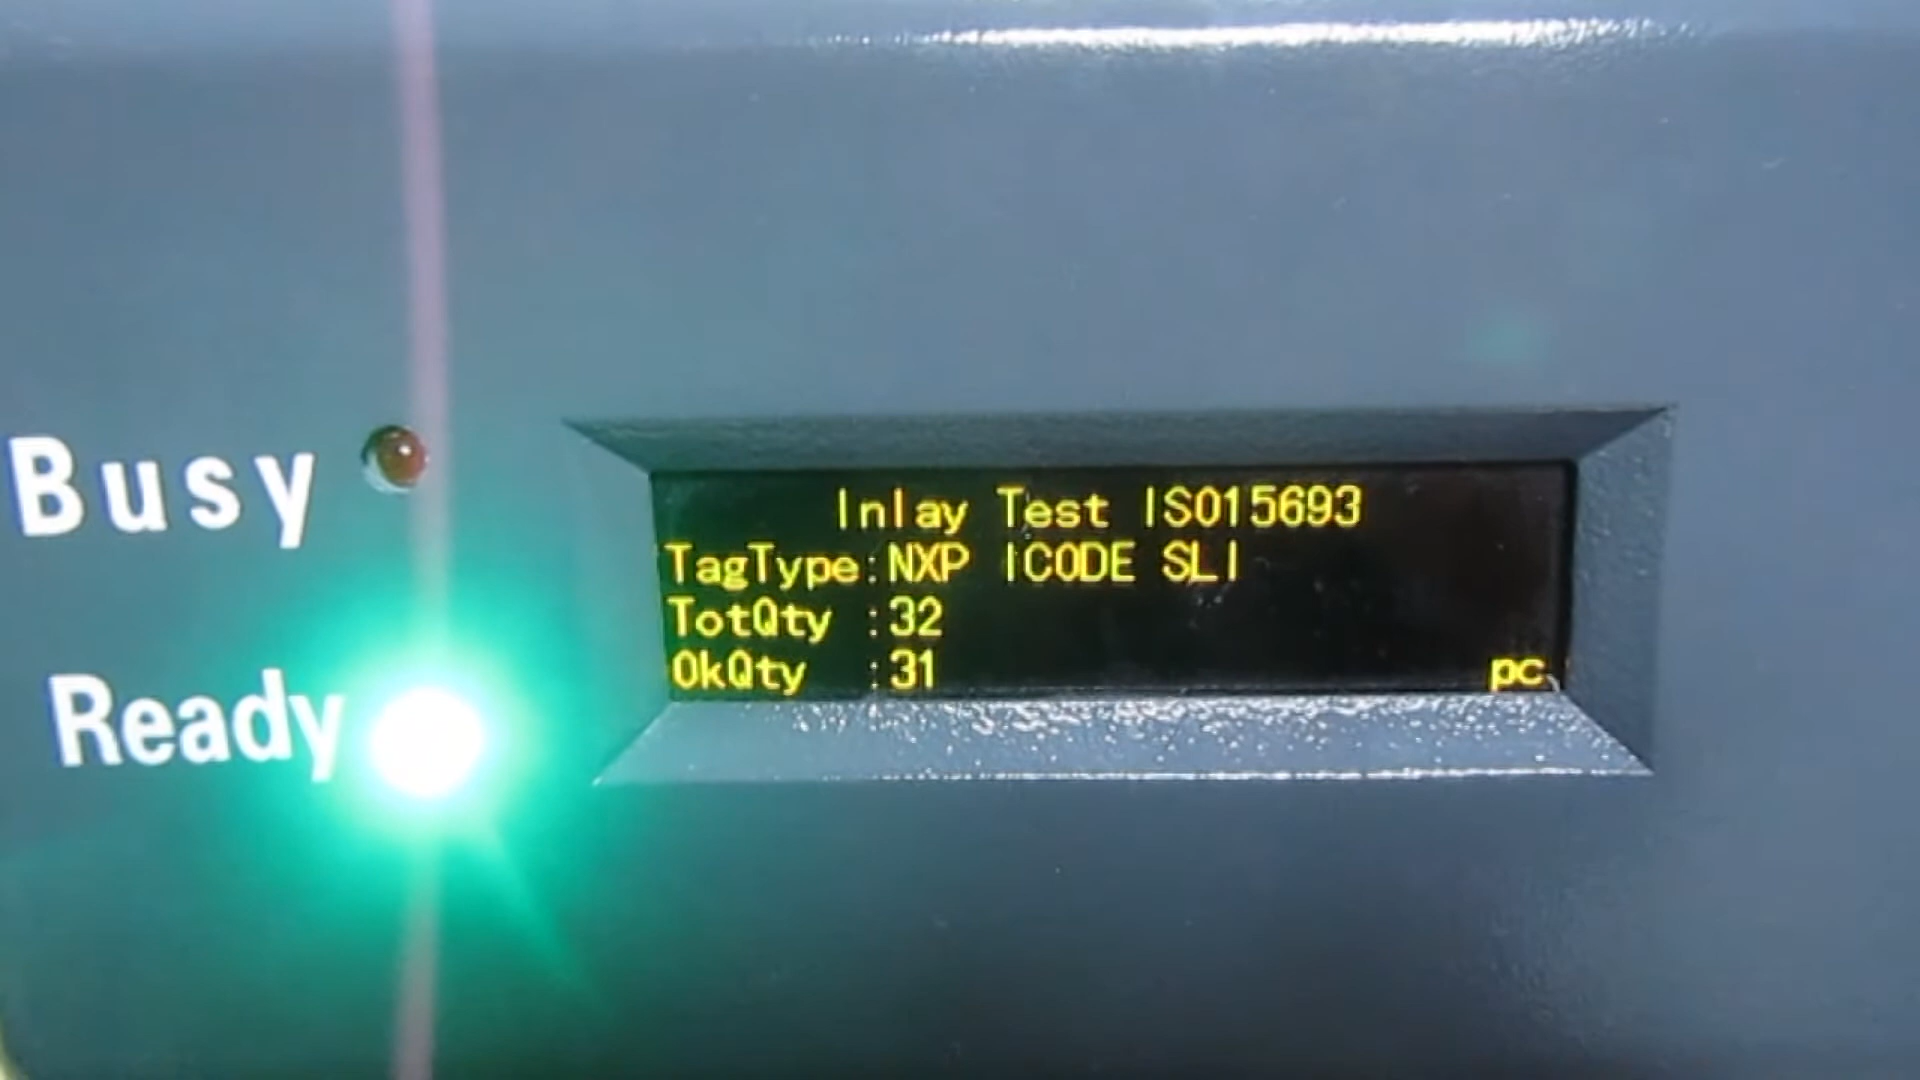 Busy
Ready
Inlay Test ISO15693
TagType:NXP ICODE SLI
TotQty :32
OkQty :31 pc